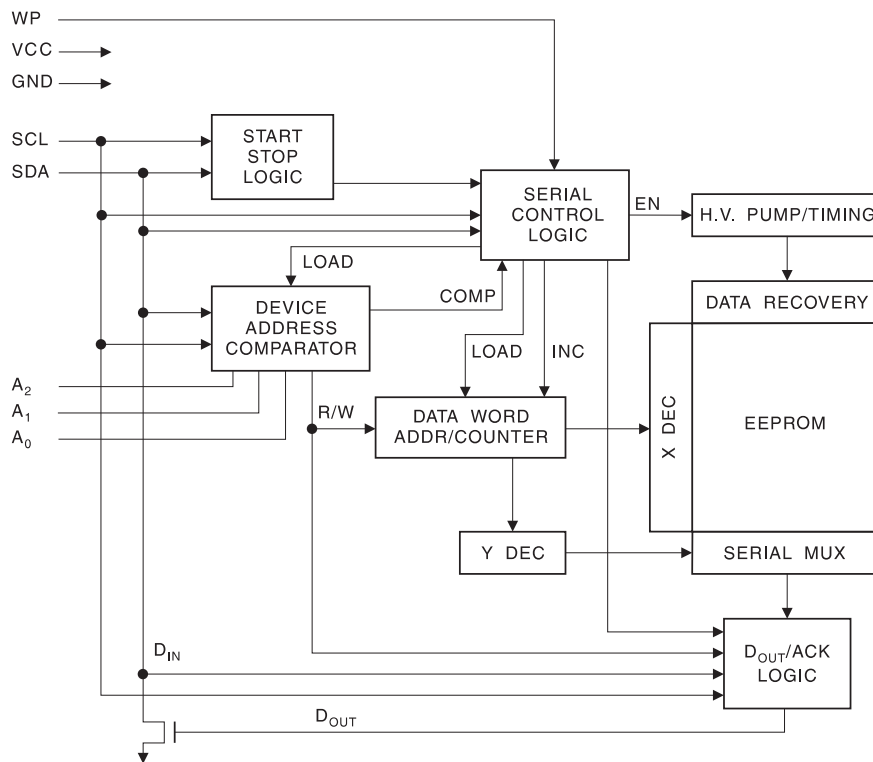 WP
VCC
GND
SCL
SDA
START
STOP
LOGIC
SERIAL
CONTROL
LOGIC
EN
H.V. PUMP/TIMING
LOAD
COMP
DEVICE
ADDRESS
COMPARATOR
DATA RECOVERY
LOAD
INC
A2
A1
A0
R/W
DATA WORD
ADDR/COUNTER
X DEC
EEPROM
Y DEC
SERIAL MUX
DIN
DOUT/ACK
LOGIC
DOUT